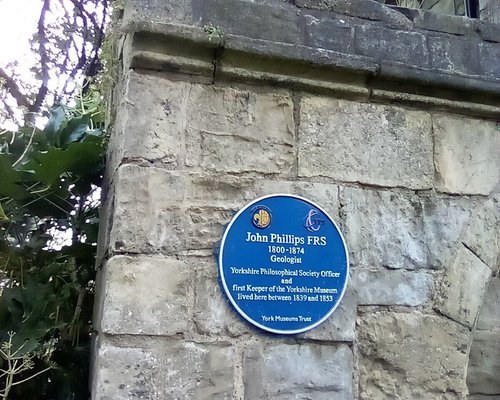 John Phillips FRS
1800-1874
Geologist
Yorkshire Philosophical Society Officer
and
first Keeper of the Yorkshire Museum
lived here between 1839 and 1853
York Museums Trust